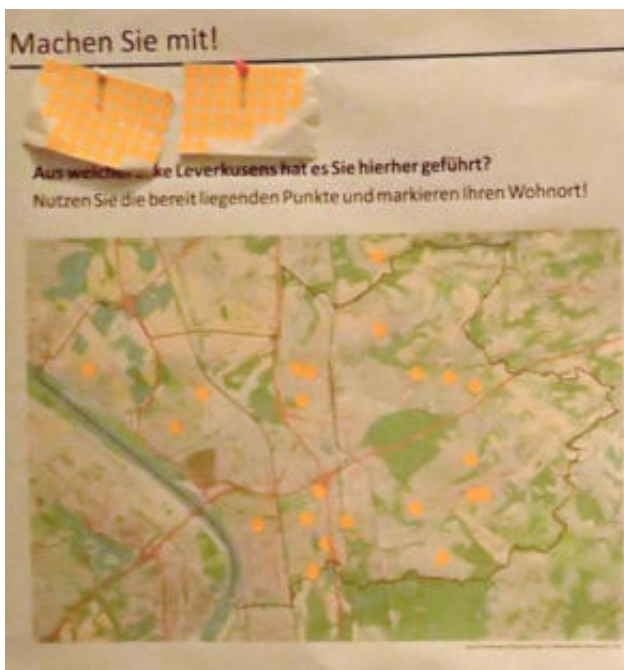 Machen Sie mit!
Aus ke Leverkusens hat es Sie hierher geführt?
Nutzen Sie die bereit liegenden Punkte und markieren Ihren Wohnort!